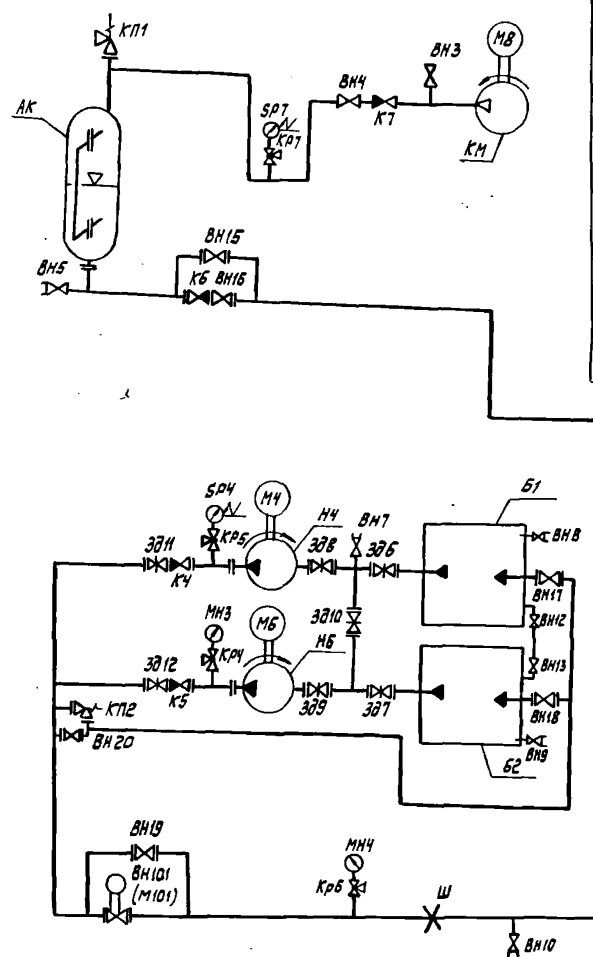 КП1
М8
ВН3
АК
SP7
КР7
ВН4
К7
КМ
ВН5
ВН15
К6
ВН16
SP4
М4
Н4
Б1
ВН7
КР5
ЗД11
К4
ЗД8
ЗД6
ВН8
ВН17
МН3
М6
ЗД10
ВН12
КР4
Н6
ВН13
ЗД12
К5
ЗД9
ЗД7
ВН18
КП2
ВН20
Б2
ВН9
ВН19
ВН101
(М101)
МН4
Кр6
Ш
ВН10